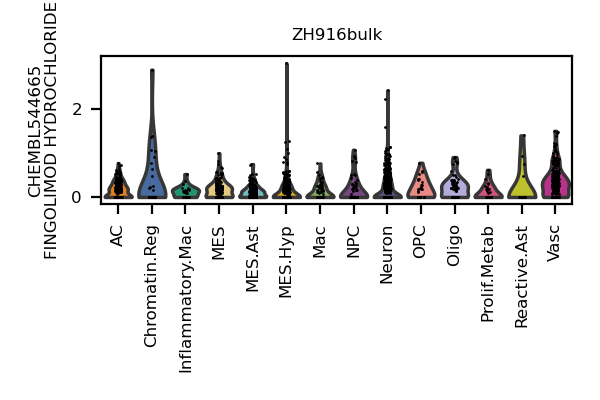 ZH916bulk
CHEMBL544665
FINGOLIMOD HYDROCHLORIDE
2
0
AC
Chromatin.Reg
Inflammatory.Mac
MES
MES.Ast
MES.Hyp
Mac
NPC
Neuron
OPC
Oligo
Prolif.Metab
Reactive.Ast
Vasc